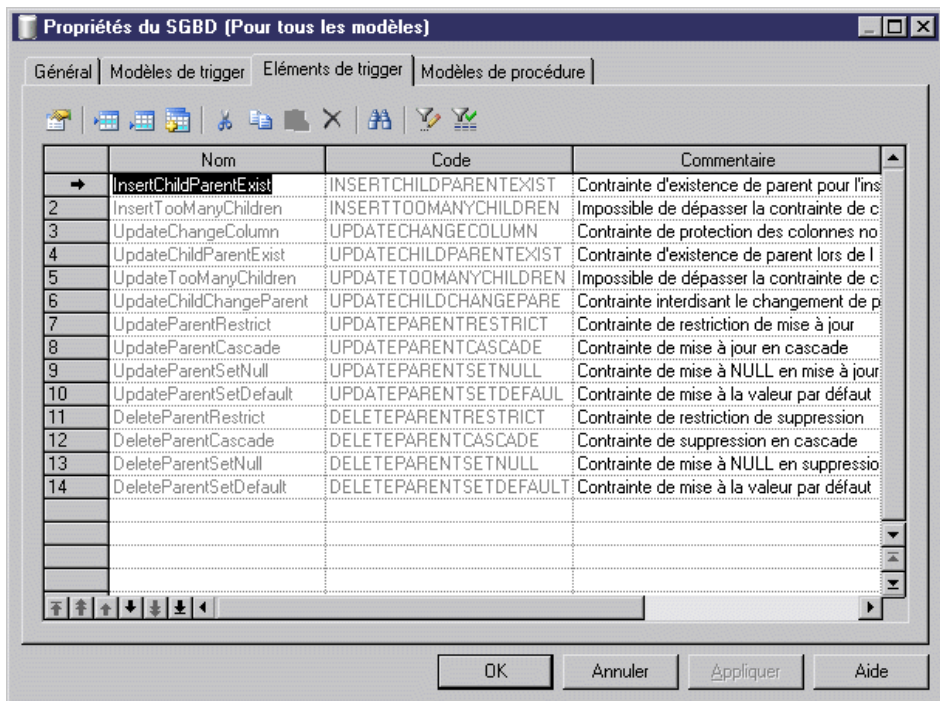 Propriétés du SGBD (Pour tous les modèles)
Général Modèles de trigger Eléments de trigger Modèles de procédure
Nom Code Commentaire
InsertChildParentExist INSERTCHILDPARENTEXIST Contrainte d'existence de parent pour l'ins
2 InsertTooManyChildren INSERTTOOMANYCHILDREN Impossible de dépasser la contrainte de c
3 UpdateChangeColumn UPDATECHANGECOLUMN Contrainte de protection des colonnes no
4 UpdateChildParentExist UPDATECHILDPARENTEXIST Contrainte d'existence de parent lors de l
5 UpdateTooManyChildren UPDATETOOMANYCHILDREN Impossible de dépasser la contrainte de c
6 UpdateChildChangeParent UPDATECHILDCHANGEPARE Contrainte interdisant le changement de p
7 UpdateParentRestrict UPDATEPARENTRESTRICT Contrainte de restriction de mise à jour
8 UpdateParentCascade UPDATEPARENTCASCADE Contrainte de mise à jour en cascade
9 UpdateParentSetNull UPDATEPARENTSETNULL Contrainte de mise à NULL en mise à jour
10 UpdateParentSetDefault UPDATEPARENTSETDEFAUL Contrainte de mise à la valeur par défaut
11 DeleteParentRestrict DELETEPARENTRESTRICT Contrainte de restriction de suppression
12 DeleteParentCascade DELETEPARENTCASCADE Contrainte de suppression en cascade
13 DeleteParentSetNull DELETEPARENTSETNULL Contrainte de mise à NULL en suppressio
14 DeleteParentSetDefault DELETEPARENTSETDEFAULT Contrainte de mise à la valeur par défaut
OK Annuler Appliquer Aide